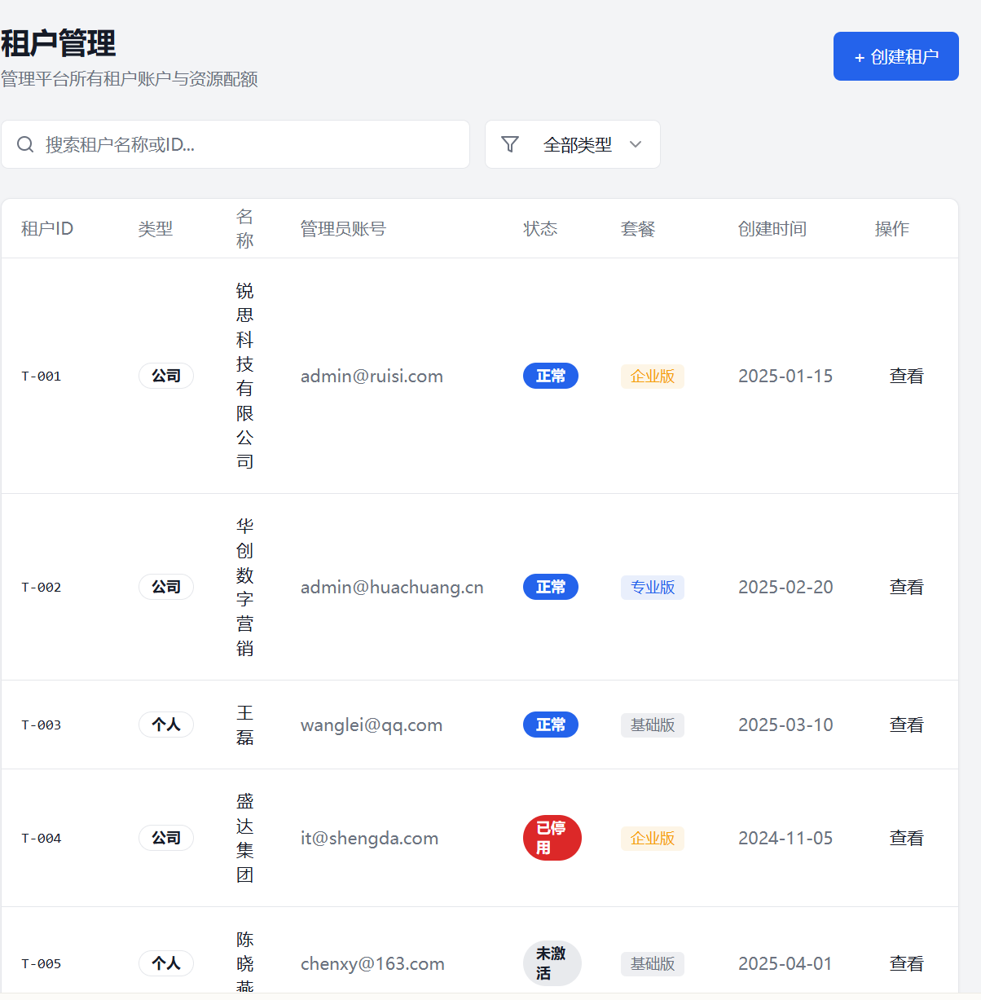 租户管理
管理平台所有租户账户与资源配额
+ 创建租户
搜索租户名称或ID...
全部类型
租户ID 类型 名称 管理员账号 状态 套餐 创建时间 操作
T-001 公司 锐思科技有限公司 admin@ruisi.com 正常 企业版 2025-01-15 查看
T-002 公司 华创数字营销 admin@huachuang.cn 正常 专业版 2025-02-20 查看
T-003 个人 王磊 wanglei@qq.com 正常 基础版 2025-03-10 查看
T-004 公司 盛达集团 it@shengda.com 已停用 企业版 2024-11-05 查看
T-005 个人 陈晓燕 chenxy@163.com 未激活 基础版 2025-04-01 查看